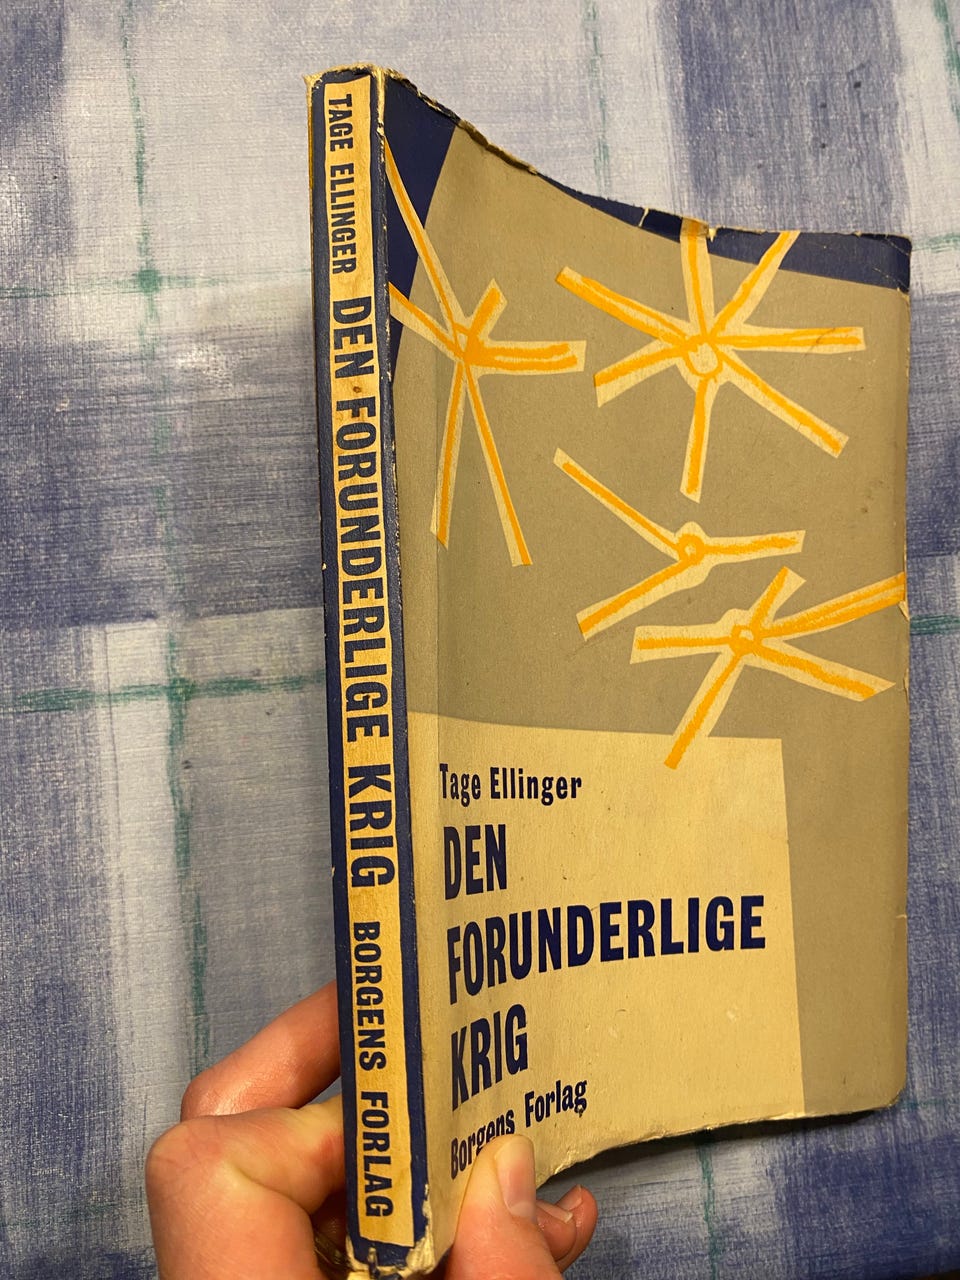 TAGE ELLINGER DEN FORUNDERLIGE KRIG BORGENS FORLAG
Tage Ellinger
DEN
FORUNDERLIGE
KRIG
Borgens Forlag